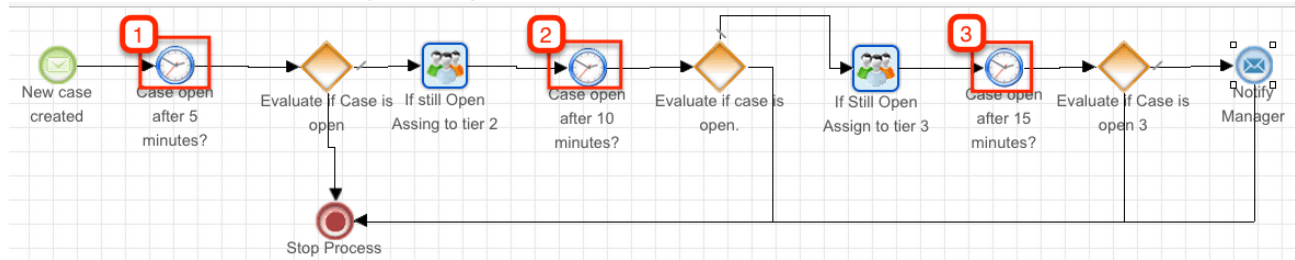 1
2
3
New case
created
Case open
after 5
minutes?
Evaluate If Case is
open
If still Open
Assing to tier 2
Case open
after 10
minutes?
Evaluate if case is
open.
If Still Open
Assign to tier 3
Case open
after 15
minutes?
Evaluate If Case is
open 3
Notify
Manager
Stop Process